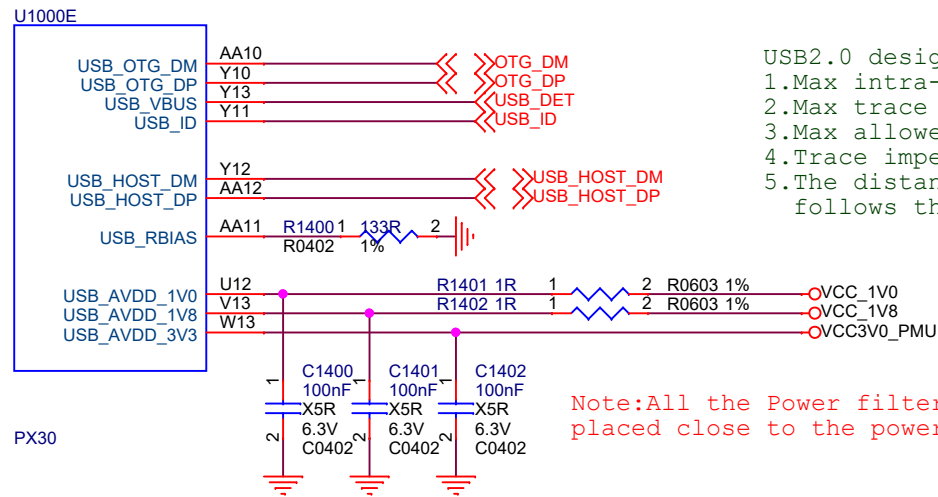 U1000E
USB_OTG_DM AA10 OTG_DM
USB_OTG_DP Y10 OTG_DP
USB_VBUS Y13 USB_DET
USB_ID Y11 USB_ID
USB_HOST_DM Y12 USB_HOST_DM
USB_HOST_DP AA12 USB_HOST_DP
USB_RBIAS AA11 R1400 1 133R 2
R0402 1%
USB_AVDD_1V0 U12 R1401 1R 1 2 R0603 1% VCC_1V0
USB_AVDD_1V8 V13 R1402 1R 1 2 R0603 1% VCC_1V8
USB_AVDD_3V3 W13 VCC3V0_PMU
1 C1400 1 C1401 1 C1402
100nF 100nF 100nF
X5R X5R X5R
6.3V 6.3V 6.3V
2 C0402 2 C0402 2 C0402
PX30
USB2.0 desig
1.Max intra-
2.Max trace
3.Max allowe
4.Trace impe
5.The distan
follows th
Note:All the Power filter
placed close to the power